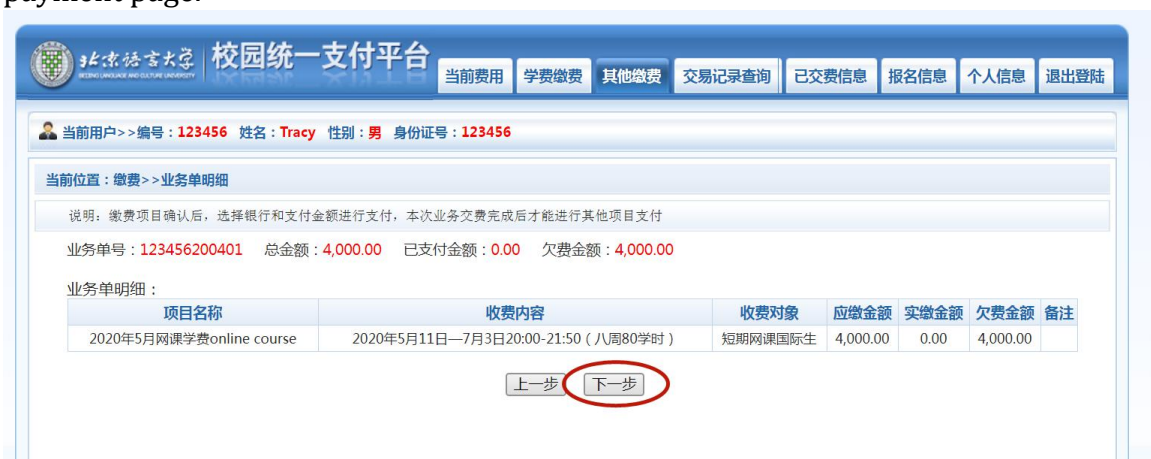 payment page.
北京语言大学 校园统一支付平台
BEIJING LANGUAGE AND CULTURE UNIVERSITY
当前费用 学费缴费 其他缴费 交易记录查询 已交费信息 报名信息 个人信息 退出登陆
当前用户>>编号：123456 姓名：Tracy 性别：男 身份证号：123456
当前位置：缴费>>业务单明细
说明：缴费项目确认后，选择银行和支付金额进行支付，本次业务交费完成后才能进行其他项目支付
业务单号：123456200401 总金额：4,000.00 已支付金额：0.00 欠费金额：4,000.00
业务单明细：
项目名称 收费内容 收费对象 应缴金额 实缴金额 欠费金额 备注
2020年5月网课学费online course 2020年5月11日—7月3日20:00-21:50（八周80学时） 短期网课国际生 4,000.00 0.00 4,000.00
上一步 下一步